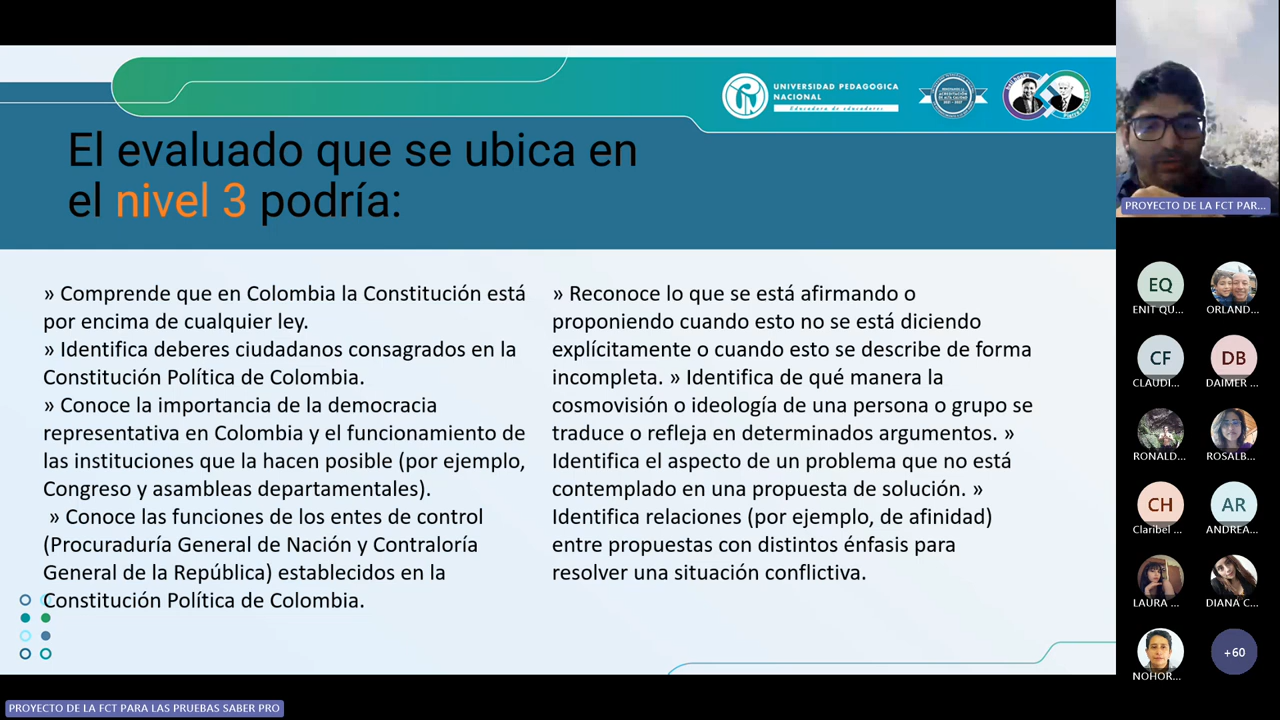 UNIVERSIDAD PEDAGOGICA
NACIONAL
Educadora de educadores
El evaluado que se ubica en
el nivel 3 podría:
» Comprende que en Colombia la Constitución está
por encima de cualquier ley.
» Identifica deberes ciudadanos consagrados en la
Constitución Política de Colombia.
» Conoce la importancia de la democracia
representativa en Colombia y el funcionamiento de
las instituciones que la hacen posible (por ejemplo,
Congreso y asambleas departamentales).
» Conoce las funciones de los entes de control
(Procuraduría General de Nación y Contraloría
General de la República) establecidos en la
Constitución Política de Colombia.
» Reconoce lo que se está afirmando o
proponiendo cuando esto no se está diciendo
explícitamente o cuando esto se describe de forma
incompleta. » Identifica de qué manera la
cosmovisión o ideología de una persona o grupo se
traduce o refleja en determinados argumentos. »
Identifica el aspecto de un problema que no está
contemplado en una propuesta de solución. »
Identifica relaciones (por ejemplo, de afinidad)
entre propuestas con distintos énfasis para
resolver una situación conflictiva.
PROYECTO DE LA FCT PAR...
EQ
ENIT QU...
ORLAND...
CF
CLAUDI...
DB
DAIMER ...
RONALD...
ROSALB...
CH
Claribel ...
AR
ANDREA...
LAURA ...
DIANA C...
NOHOR...
+60
PROYECTO DE LA FCT PARA LAS PRUEBAS SABER PRO